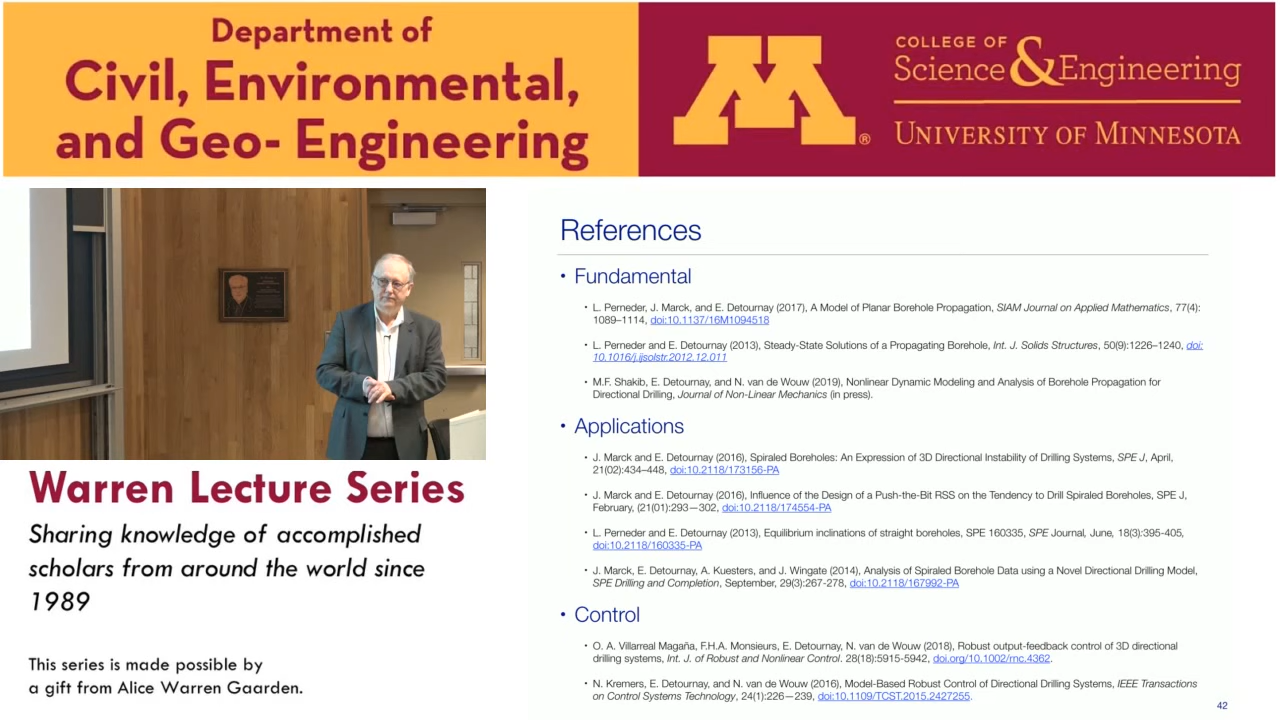 Department of
Civil, Environmental,
and Geo- Engineering
M®
COLLEGE OF
Science & Engineering
UNIVERSITY OF MINNESOTA
Warren Lecture Series
Sharing knowledge of accomplished
scholars from around the world since
1989
This series is made possible by
a gift from Alice Warren Gaarden.
References
• Fundamental
• L. Perneder, J. Marck, and E. Detournay (2017), A Model of Planar Borehole Propagation, SIAM Journal on Applied Mathematics, 77(4):
1089–1114, doi:10.1137/16M1094518
• L. Perneder and E. Detournay (2013), Steady-State Solutions of a Propagating Borehole, Int. J. Solids Structures, 50(9):1226–1240, doi:
10.1016/j.ijsolstr.2012.12.011
• M.F. Shakib, E. Detournay, and N. van de Wouw (2019), Nonlinear Dynamic Modeling and Analysis of Borehole Propagation for
Directional Drilling, Journal of Non-Linear Mechanics (in press).
• Applications
• J. Marck and E. Detournay (2016), Spiraled Boreholes: An Expression of 3D Directional Instability of Drilling Systems, SPE J, April,
21(02):434–448, doi:10.2118/173156-PA
• J. Marck and E. Detournay (2016), Influence of the Design of a Push-the-Bit RSS on the Tendency to Drill Spiraled Boreholes, SPE J,
February, (21(01):293—302, doi:10.2118/174554-PA
• L. Perneder and E. Detournay (2013), Equilibrium inclinations of straight boreholes, SPE 160335, SPE Journal, June, 18(3):395-405,
doi:10.2118/160335-PA
• J. Marck, E. Detournay, A. Kuesters, and J. Wingate (2014), Analysis of Spiraled Borehole Data using a Novel Directional Drilling Model,
SPE Drilling and Completion, September, 29(3):267-278, doi:10.2118/167992-PA
• Control
• O. A. Villarreal Magaña, F.H.A. Monsieurs, E. Detournay, N. van de Wouw (2018), Robust output-feedback control of 3D directional
drilling systems, Int. J. of Robust and Nonlinear Control. 28(18):5915-5942, doi.org/10.1002/rnc.4362.
• N. Kremers, E. Detournay, and N. van de Wouw (2016), Model-Based Robust Control of Directional Drilling Systems, IEEE Transactions
on Control Systems Technology, 24(1):226—239, doi:10.1109/TCST.2015.2427255.
42